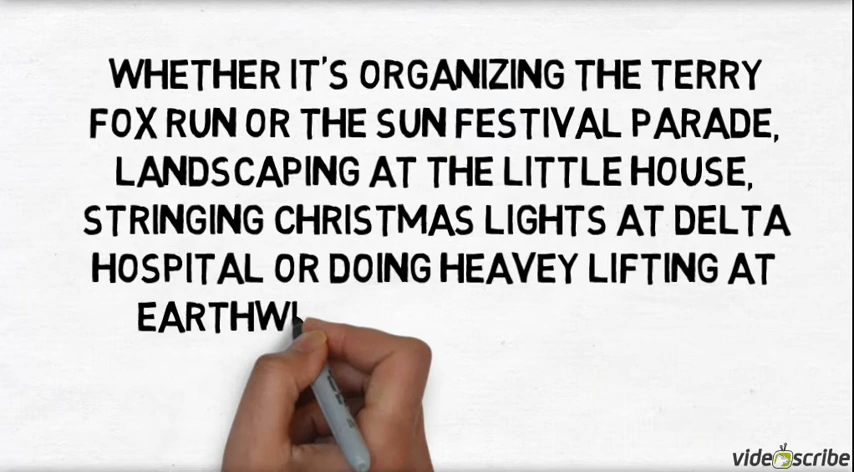 WHETHER IT'S ORGANIZING THE TERRY
FOX RUN OR THE SUN FESTIVAL PARADE,
LANDSCAPING AT THE LITTLE HOUSE,
STRINGING CHRISTMAS LIGHTS AT DELTA
HOSPITAL OR DOING HEAVEY LIFTING AT
EARTHWI
videoscribe